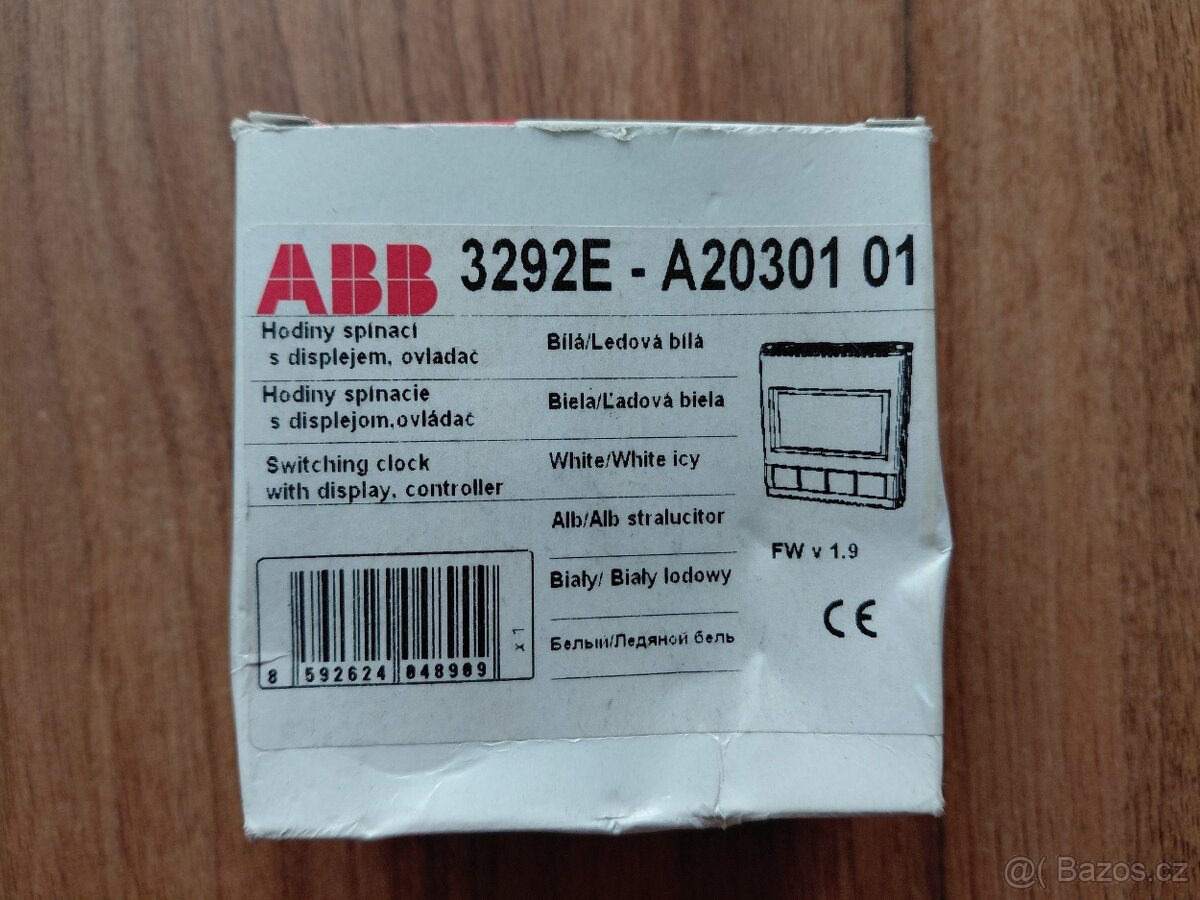 ABB 3292E - A20301 01
Hodiny spínací
s displejem, ovladač
Bílá/Ledová bílá
Hodiny spínacie
s displejom,ovládač
Biela/Ľadová biela
Switching clock
with display, controller
White/White icy
Alb/Alb stralucitor
Biały/ Biały lodowy
Белый/Ледяной бель
FW v 1.9
CE
x 1
8 592624 048909
@( Bazos.cz